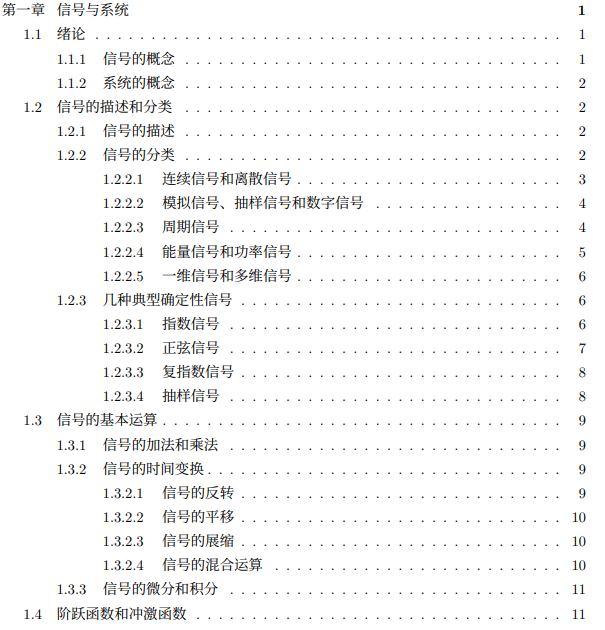 第一章 信号与系统 1
1.1 绪论 . . . . . . . . . . . . . . . . . . . . 1
1.1.1 信号的概念 . . . . . . . . . . . . . . . . . . . . 1
1.1.2 系统的概念 . . . . . . . . . . . . . . . . . . . . 2
1.2 信号的描述和分类 . . . . . . . . . . . . . . . . . . . . 2
1.2.1 信号的描述 . . . . . . . . . . . . . . . . . . . . 2
1.2.2 信号的分类 . . . . . . . . . . . . . . . . . . . . 2
1.2.2.1 连续信号和离散信号 . . . . . . . . . . . . . . . . . . . . 3
1.2.2.2 模拟信号、抽样信号和数字信号 . . . . . . . . . . . . . . . . . 4
1.2.2.3 周期信号 . . . . . . . . . . . . . . . . . . . . 4
1.2.2.4 能量信号和功率信号 . . . . . . . . . . . . . . . . . . . . 5
1.2.2.5 一维信号和多维信号 . . . . . . . . . . . . . . . . . . . . 6
1.2.3 几种典型确定性信号 . . . . . . . . . . . . . . . . . . . . 6
1.2.3.1 指数信号 . . . . . . . . . . . . . . . . . . . . 6
1.2.3.2 正弦信号 . . . . . . . . . . . . . . . . . . . . 7
1.2.3.3 复指数信号 . . . . . . . . . . . . . . . . . . . . 8
1.2.3.4 抽样信号 . . . . . . . . . . . . . . . . . . . . 8
1.3 信号的基本运算 . . . . . . . . . . . . . . . . . . . . 9
1.3.1 信号的加法和乘法 . . . . . . . . . . . . . . . . . . . . 9
1.3.2 信号的时间变换 . . . . . . . . . . . . . . . . . . . . 9
1.3.2.1 信号的反转 . . . . . . . . . . . . . . . . . . . . 9
1.3.2.2 信号的平移 . . . . . . . . . . . . . . . . . . . . 10
1.3.2.3 信号的展缩 . . . . . . . . . . . . . . . . . . . . 10
1.3.2.4 信号的混合运算 . . . . . . . . . . . . . . . . . . . . 10
1.3.3 信号的微分和积分 . . . . . . . . . . . . . . . . . . . . 11
1.4 阶跃函数和冲激函数 . . . . . . . . . . . . . . . . . . . . 11